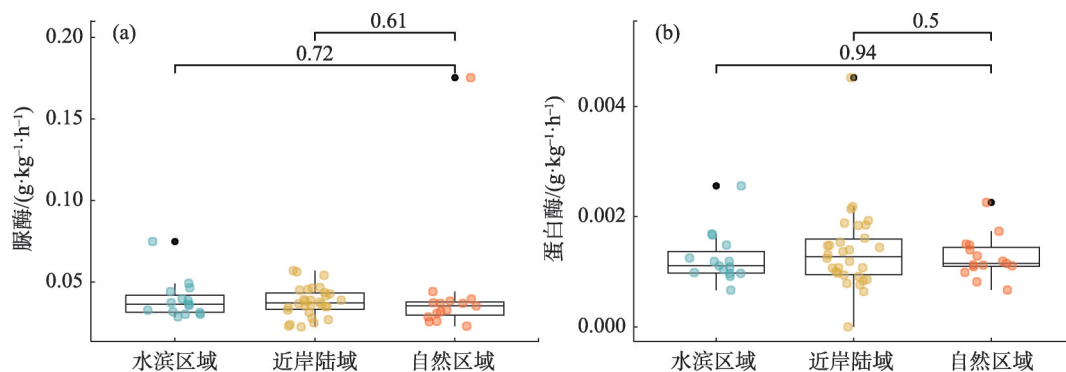 (a)
0.61
0.72
0.20
0.15
0.10
0.05
脲酶/(g·kg⁻¹·h⁻¹)
水滨区域 近岸陆域 自然区域
(b)
0.5
0.94
0.004
0.002
0.000
蛋白酶/(g·kg⁻¹·h⁻¹)
水滨区域 近岸陆域 自然区域